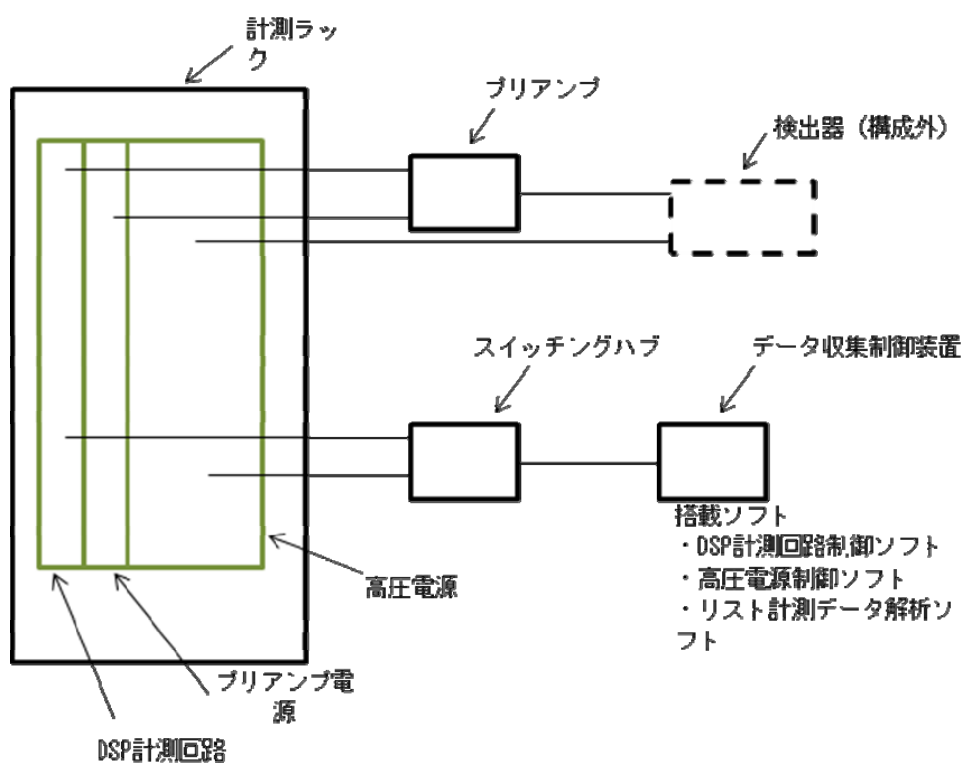 計測ラッ
ク
プリアンプ
検出器（構成外）
スイッチングハブ
データ収集制御装置
搭載ソフト
・DSP計測回路制御ソフト
・高圧電源制御ソフト
・リスト計測データ解析ソ
フト
高圧電源
プリアンプ電
源
DSP計測回路